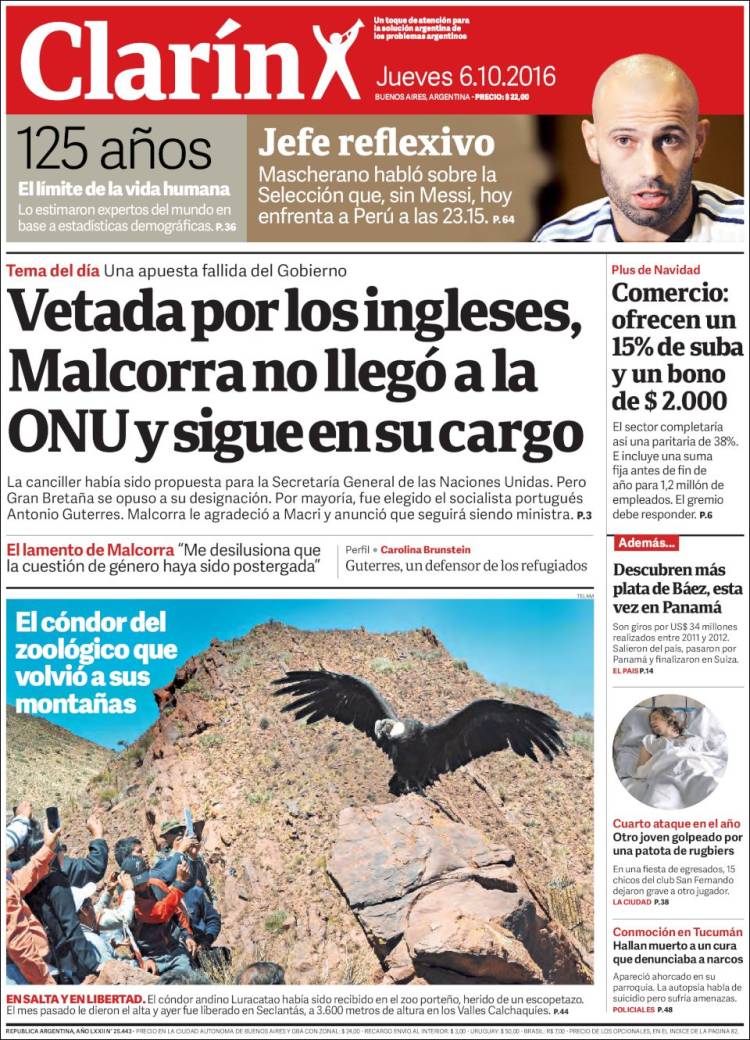 Clarín
Un toque de atención para
la solución argentina de
los problemas argentinos
Jueves 6.10.2016
BUENOS AIRES, ARGENTINA - PRECIO: $ 22,00
125 años
El límite de la vida humana
Lo estimaron expertos del mundo en
base a estadísticas demográficas. P.36
Jefe reflexivo
Mascherano habló sobre la
Selección que, sin Messi, hoy
enfrenta a Perú a las 23.15. P.64
Tema del día Una apuesta fallida del Gobierno
Vetada por los ingleses,
Malcorra no llegó a la
ONU y sigue en su cargo
La canciller había sido propuesta para la Secretaría General de las Naciones Unidas. Pero
Gran Bretaña se opuso a su designación. Por mayoría, fue elegido el socialista portugués
Antonio Guterres. Malcorra le agradeció a Macri y anunció que seguirá siendo ministra. P.3
El lamento de Malcorra “Me desilusiona que
la cuestión de género haya sido postergada”
Perfil • Carolina Brunstein
Guterres, un defensor de los refugiados
TELAM
El cóndor del
zoológico que
volvió a sus
montañas
EN SALTA Y EN LIBERTAD. El cóndor andino Luracatao había sido recibido en el zoo porteño, herido de un escopetazo.
El mes pasado le dieron el alta y ayer fue liberado en Seclantás, a 3.600 metros de altura en los Valles Calchaquíes. P.44
Plus de Navidad
Comercio:
ofrecen un
15% de suba
y un bono
de $ 2.000
El sector completaría
así una paritaria de 38%.
E incluye una suma
fija antes de fin de
año para 1,2 millón de
empleados. El gremio
debe responder. P.6
Además...
Descubren más
plata de Báez, esta
vez en Panamá
Son giros por US$ 34 millones
realizados entre 2011 y 2012.
Salieron del país, pasaron por
Panamá y finalizaron en Suiza.
EL PAIS P.14
Cuarto ataque en el año
Otro joven golpeado por
una patota de rugbiers
En una fiesta de egresados, 15
chicos del club San Fernando
dejaron grave a otro jugador.
LA CIUDAD P.38
Conmoción en Tucumán
Hallan muerto a un cura
que denunciaba a narcos
Apareció ahorcado en su
parroquia. La autopsia habla de
suicidio pero sufría amenazas.
POLICIALES P.48
REPUBLICA ARGENTINA, AÑO LXXII N° 25.443 - PRECIO EN LA CIUDAD AUTONOMA DE BUENOS AIRES Y GBA CON ZONAL: $ 24,00 - RECARGO ENVIO AL INTERIOR: $ 3,00 - URUGUAY: $ 50,00 - BRASIL: R$ 7,00 - PRECIO DE LOS OPCIONALES, EN EL INDICE DE LA PAGINA 82.